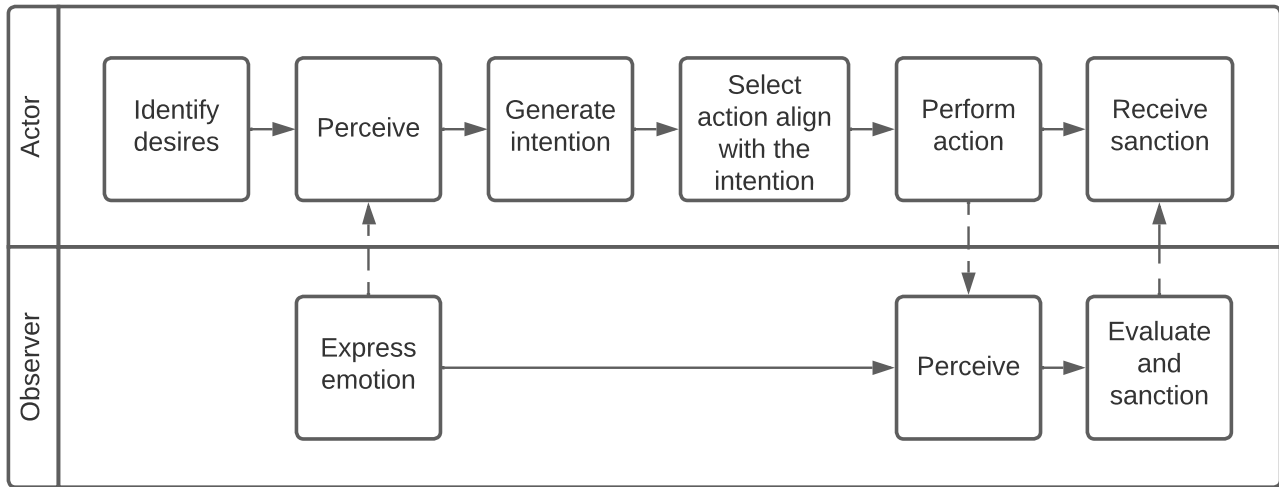 Actor
Identify
desires
Perceive
Generate
intention
Select
action align
with the
intention
Perform
action
Receive
sanction
Observer
Express
emotion
Perceive
Evaluate
and
sanction